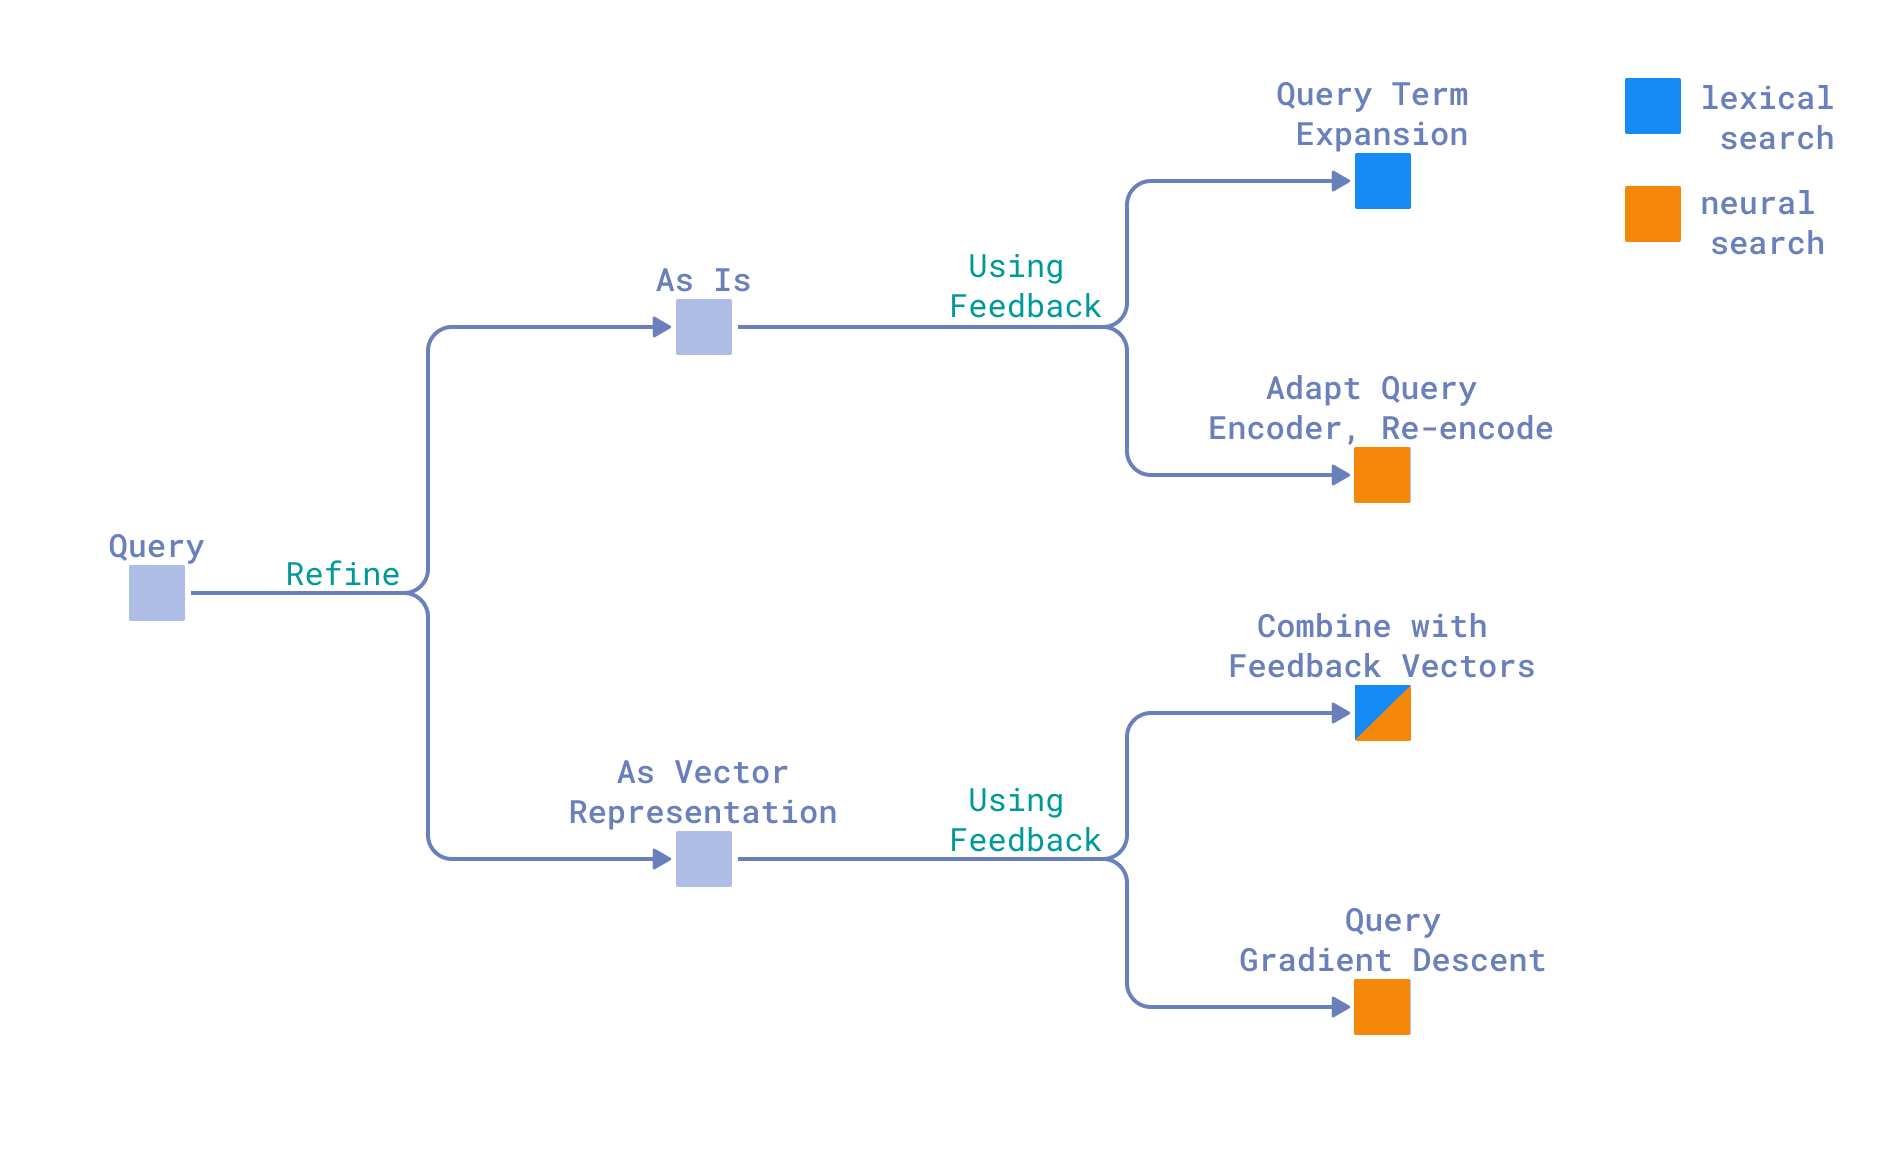 Query
Refine
As Is
Using
Feedback
Query Term
Expansion
Adapt Query
Encoder, Re-encode
As Vector
Representation
Using
Feedback
Combine with
Feedback Vectors
Query
Gradient Descent
lexical
search
neural
search